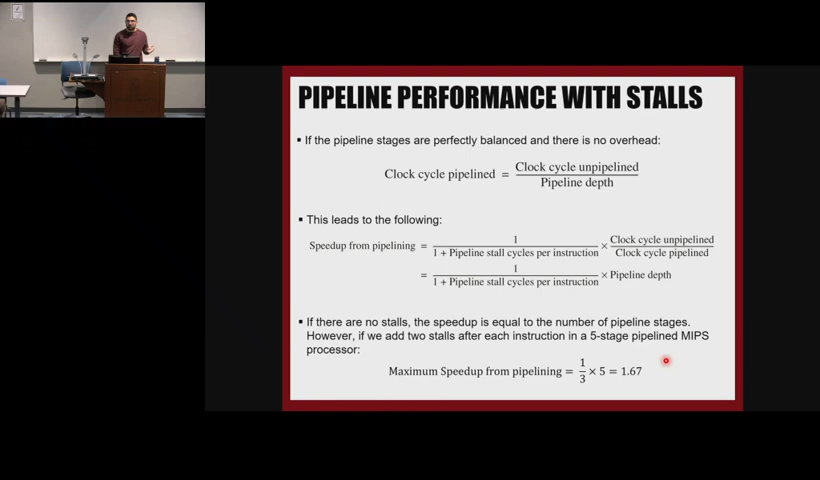 PIPELINE PERFORMANCE WITH STALLS
▪ If the pipeline stages are perfectly balanced and there is no overhead:
Clock cycle pipelined = Clock cycle unpipelined / Pipeline depth
▪ This leads to the following:
Speedup from pipelining = 1 / 1 + Pipeline stall cycles per instruction × Clock cycle unpipelined / Clock cycle pipelined
= 1 / 1 + Pipeline stall cycles per instruction × Pipeline depth
▪ If there are no stalls, the speedup is equal to the number of pipeline stages.
However, if we add two stalls after each instruction in a 5-stage pipelined MIPS
processor:
Maximum Speedup from pipelining = 1/3 × 5 = 1.67